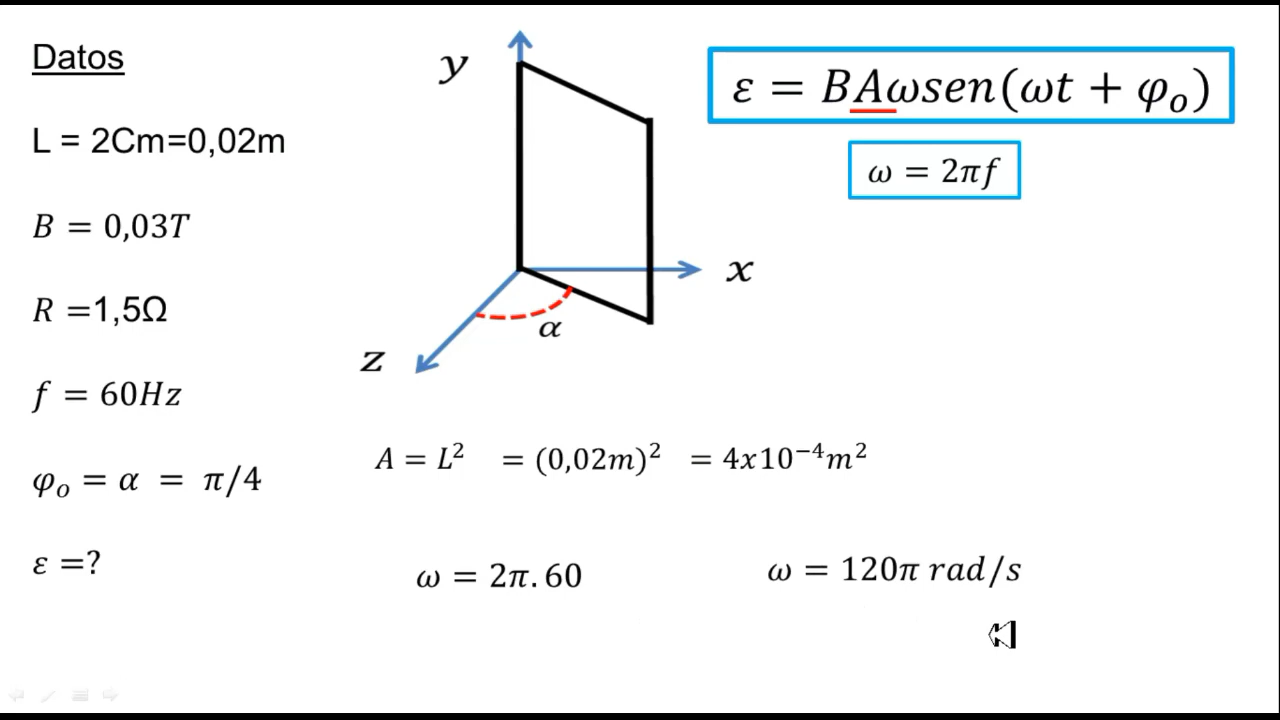 Datos
L = 2Cm=0,02m
B = 0,03T
R =1,5Ω
f = 60Hz
φₒ = α = π/4
ε =?
y
x
z
α
ε = BAωsen(ωt + φₒ)
ω = 2πf
A = L² = (0,02m)² = 4x10⁻⁴m²
ω = 2π.60
ω = 120π rad/s